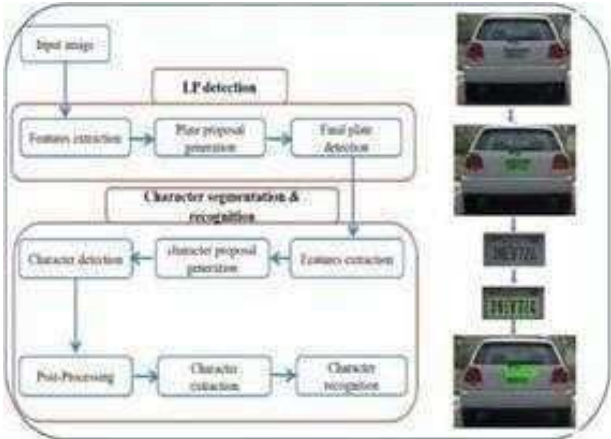 Input image
LP detection
Features extraction
Plate proposal
generation
Final plate
detection
Character segmentation &
recognition
Character detection
character proposal
generation
Features extraction
Post-Processing
Character
extraction
Character
recognition